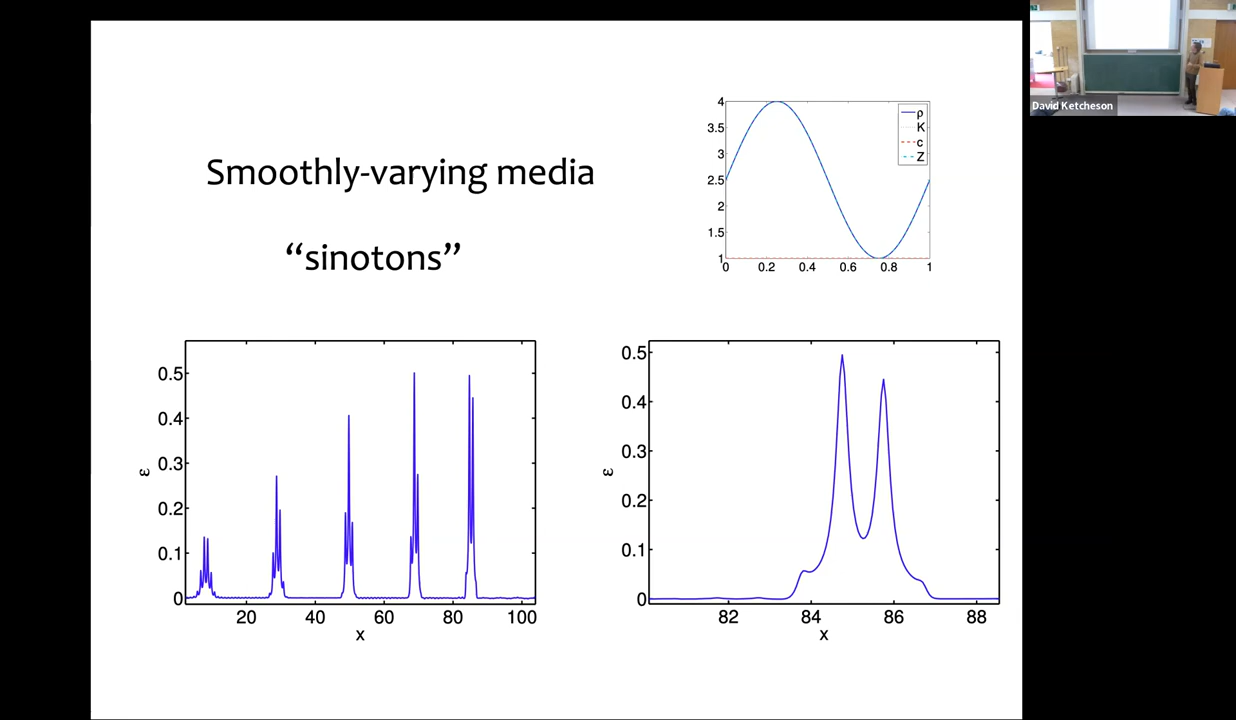 Smoothly-varying media
“sinotons”
4
3.5
3
2.5
2
1.5
1
0 0.2 0.4 0.6 0.8 1
ρ
K
c
Z
0.5
0.4
0.3
0.2
0.1
0
ε
20 40 60 80 100
x
0.5
0.4
0.3
0.2
0.1
0
ε
82 84 86 88
x
David Ketcheson